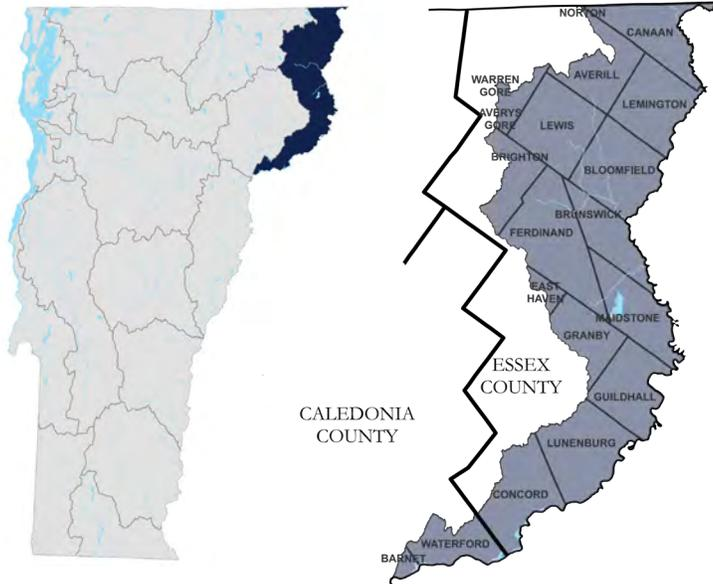 NORTON
CANAAN
WARREN
GORE
AVERILL
AVERYS
GORE
LEMINGTON
LEWIS
BRIGHTON
BLOOMFIELD
BRUNSWICK
FERDINAND
EAST
HAVEN
MAIDSTONE
GRANBY
ESSEX
COUNTY
GUILDHALL
CALEDONIA
COUNTY
LUNENBURG
CONCORD
WATERFORD
BARNET